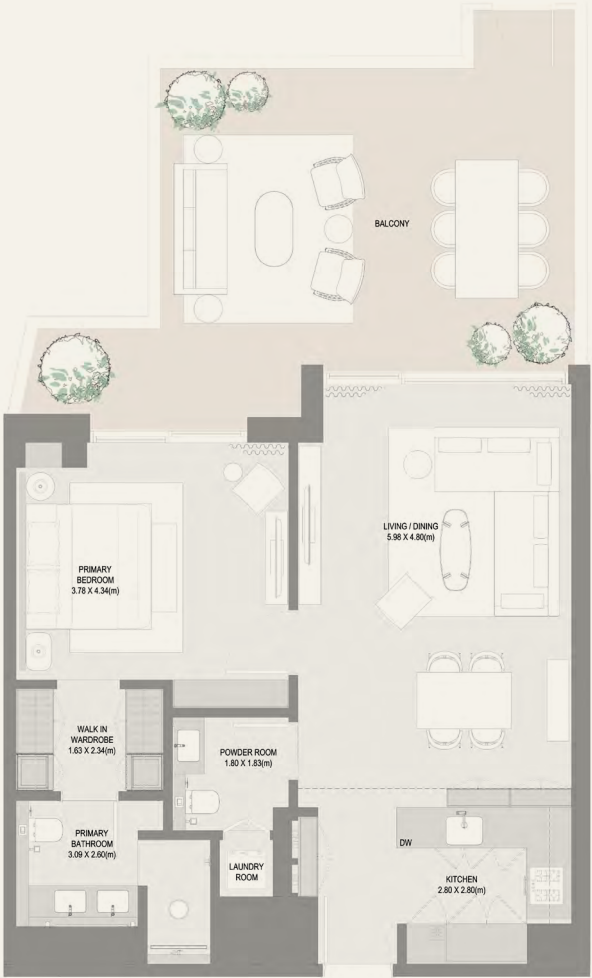 BALCONY
LIVING / DINING
5.98 X 4.80(m)
PRIMARY
BEDROOM
3.78 X 4.34(m)
WALK IN
WARDROBE
1.63 X 2.34(m)
POWDER ROOM
1.80 X 1.83(m)
PRIMARY
BATHROOM
3.09 X 2.60(m)
LAUNDRY
ROOM
DW
KITCHEN
2.80 X 2.80(m)